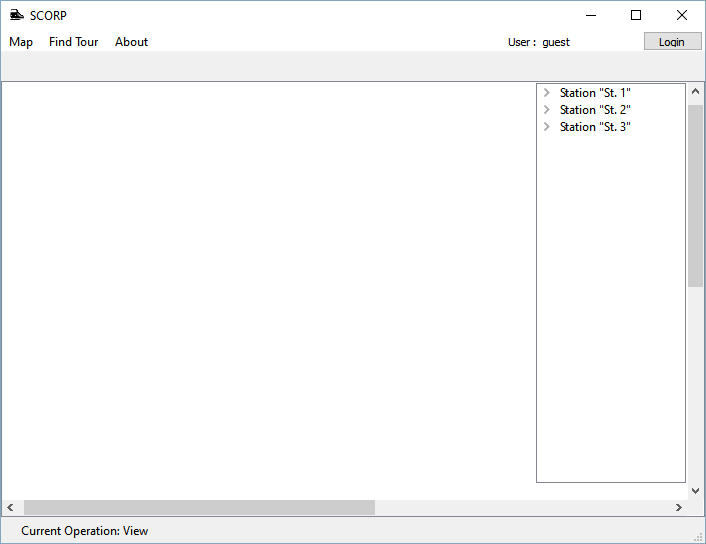 SCORP
Map Find Tour About User : guest Login
Station "St. 1"
Station "St. 2"
Station "St. 3"
Current Operation: View